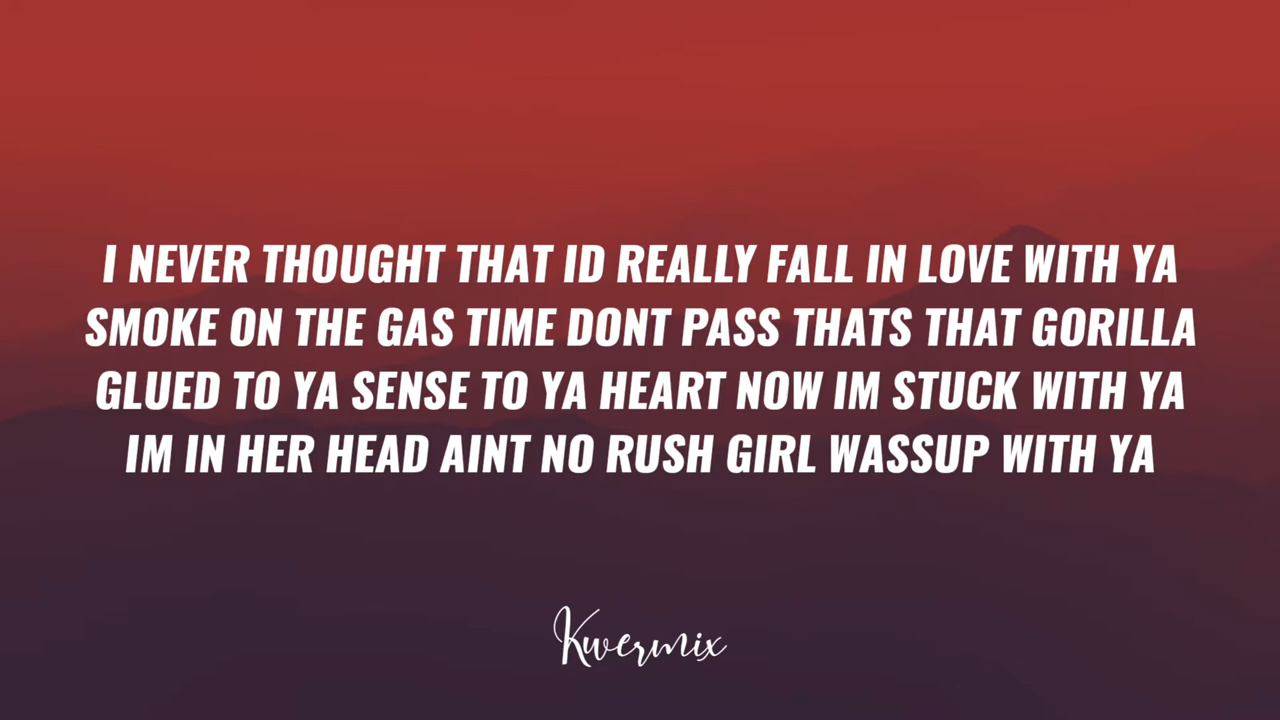 I NEVER THOUGHT THAT ID REALLY FALL IN LOVE WITH YA
SMOKE ON THE GAS TIME DONT PASS THATS THAT GORILLA
GLUED TO YA SENSE TO YA HEART NOW IM STUCK WITH YA
IM IN HER HEAD AINT NO RUSH GIRL WASSUP WITH YA
Kwermix